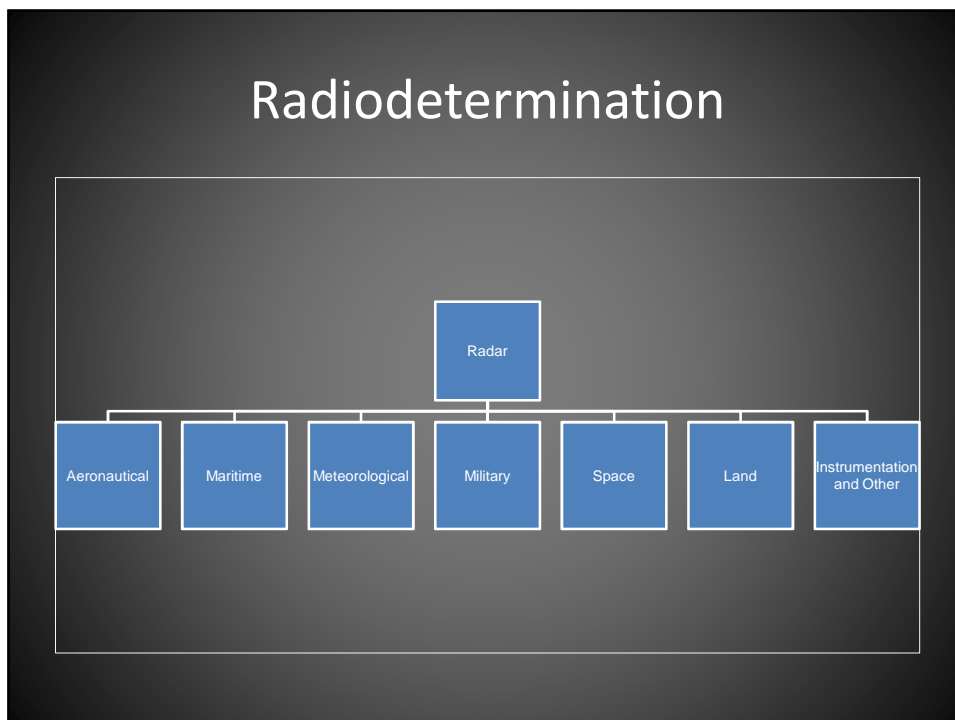 Radiodetermination
Radar
Aeronautical
Maritime
Meteorological
Military
Space
Land
Instrumentation
and Other